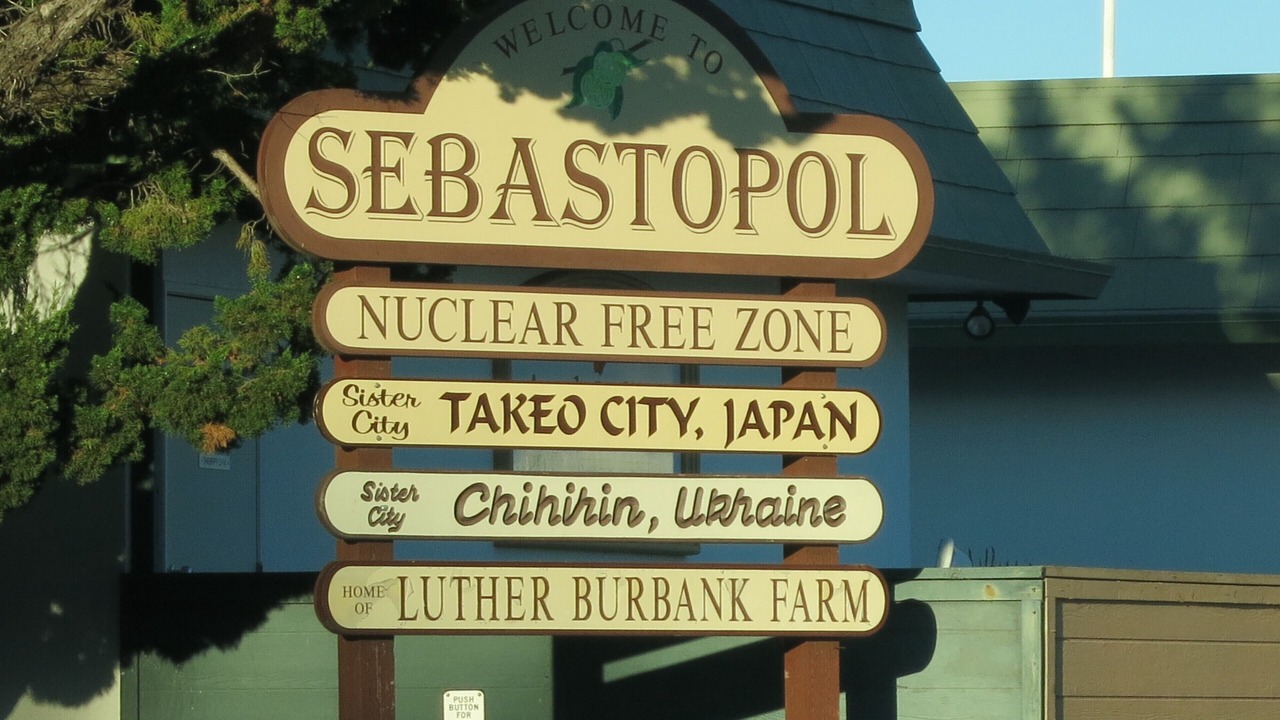 WELCOME TO
SEBASTOPOL
NUCLEAR FREE ZONE
Sister
City
TAKEO CITY, JAPAN
Sister
City
Chihirin, Ukraine
HOME
OF
LUTHER BURBANK FARM
PUSH
BUTTON
FOR